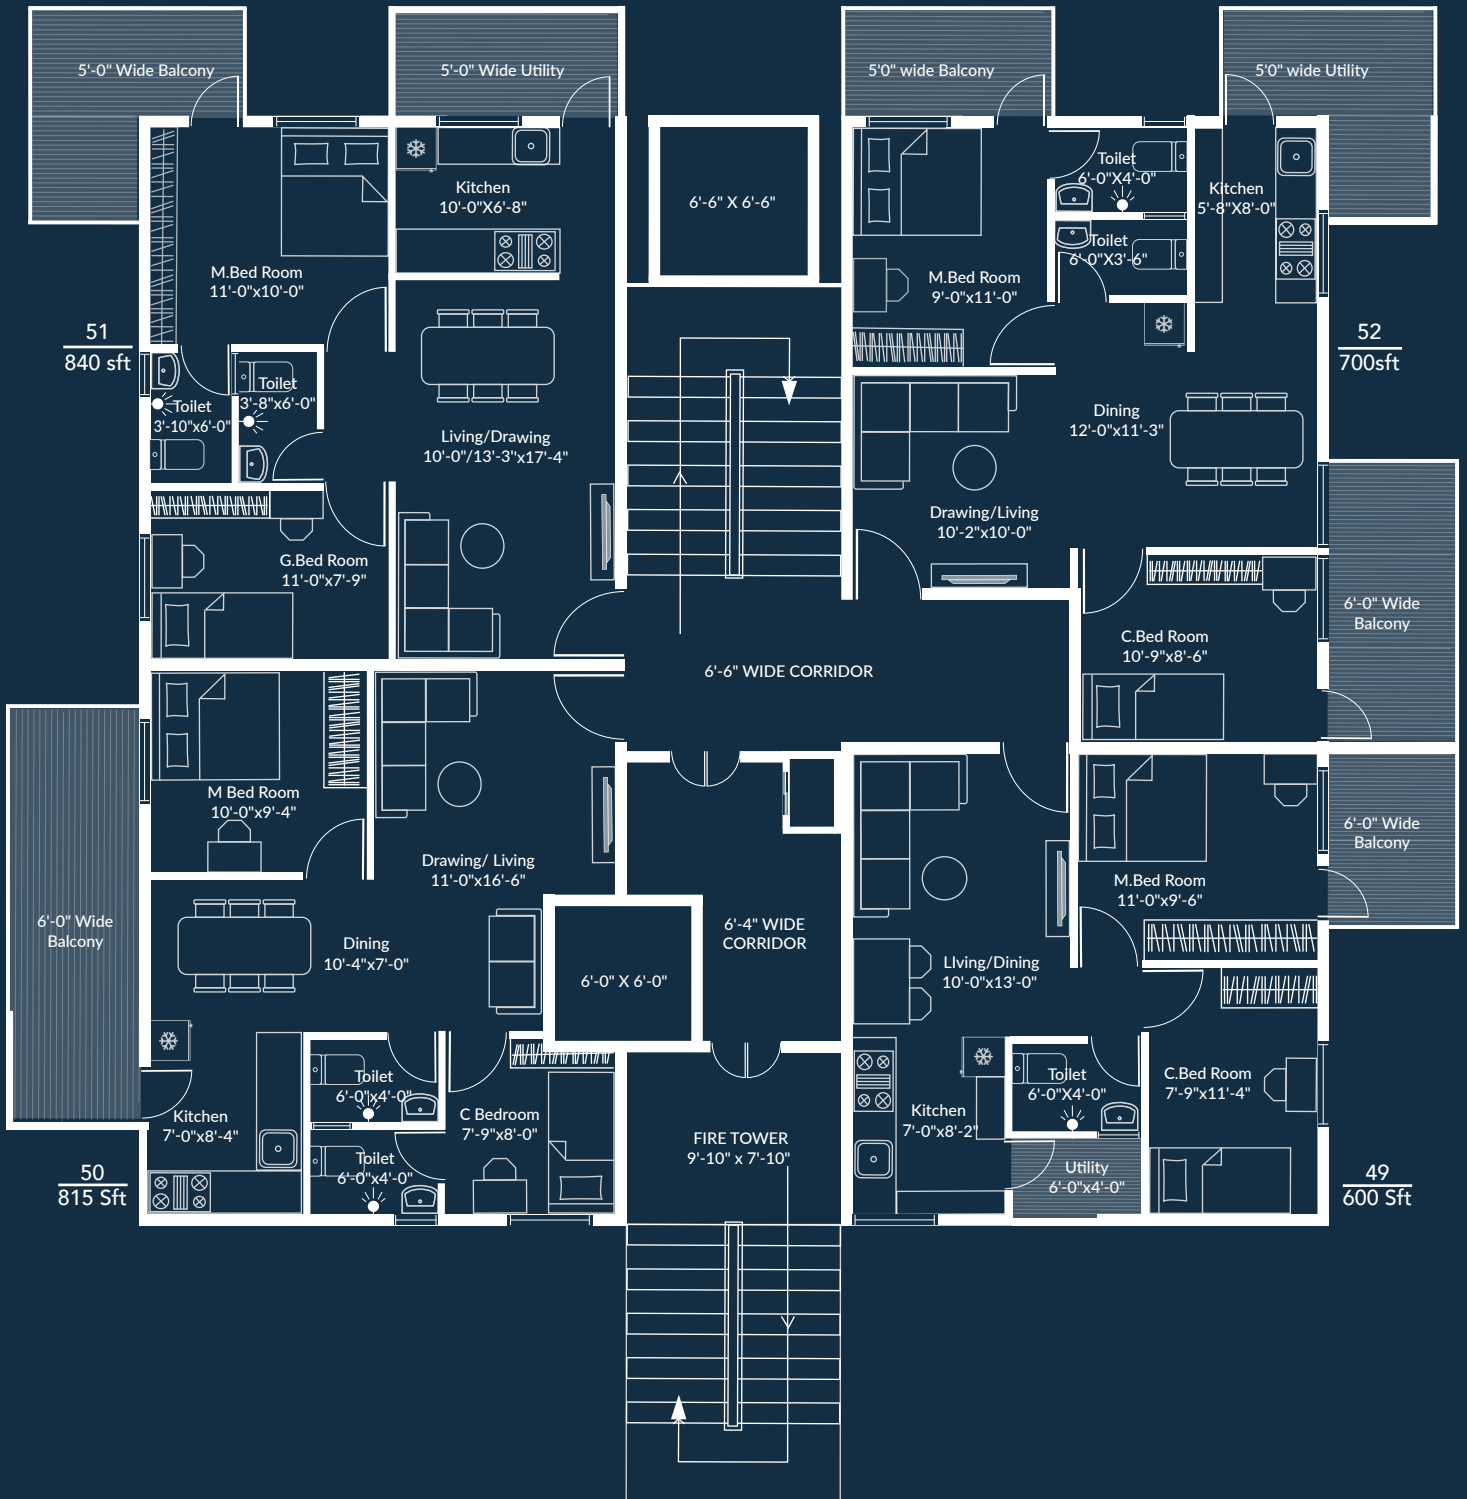 5'-0" Wide Balcony
5'-0" Wide Utility
5'0" wide Balcony
5'0" wide Utility
Kitchen
10'-0"X6'-8"
6'-6" X 6'-6"
Toilet
6'-0"X4'-0"
Kitchen
5'-8"X8'-0"
Toilet
6'-0"X3'-6"
M.Bed Room
11'-0"x10'-0"
M.Bed Room
9'-0"x11'-0"
51
840 sft
52
700sft
Toilet
3'-8"x6'-0"
Toilet
3'-10"x6'-0"
Living/Drawing
10'-0"/13'-3"x17'-4"
Dining
12'-0"x11'-3"
Drawing/Living
10'-2"x10'-0"
G.Bed Room
11'-0"x7'-9"
6'-0" Wide
Balcony
C.Bed Room
10'-9"x8'-6"
6'-6" WIDE CORRIDOR
M Bed Room
10'-0"x9'-4"
6'-0" Wide
Balcony
Drawing/ Living
11'-0"x16'-6"
M.Bed Room
11'-0"x9'-6"
6'-0" Wide
Balcony
6'-4" WIDE
CORRIDOR
Dining
10'-4"x7'-0"
LIving/Dining
10'-0"x13'-0"
6'-0" X 6'-0"
Toilet
6'-0"x4'-0"
Toilet
6'-0"X4'-0"
C.Bed Room
7'-9"x11'-4"
Kitchen
7'-0"x8'-4"
C Bedroom
7'-9"x8'-0"
Kitchen
7'-0"x8'-2"
FIRE TOWER
9'-10" x 7'-10"
Toilet
6'-0"x4'-0"
Utility
6'-0"x4'-0"
50
815 Sft
49
600 Sft